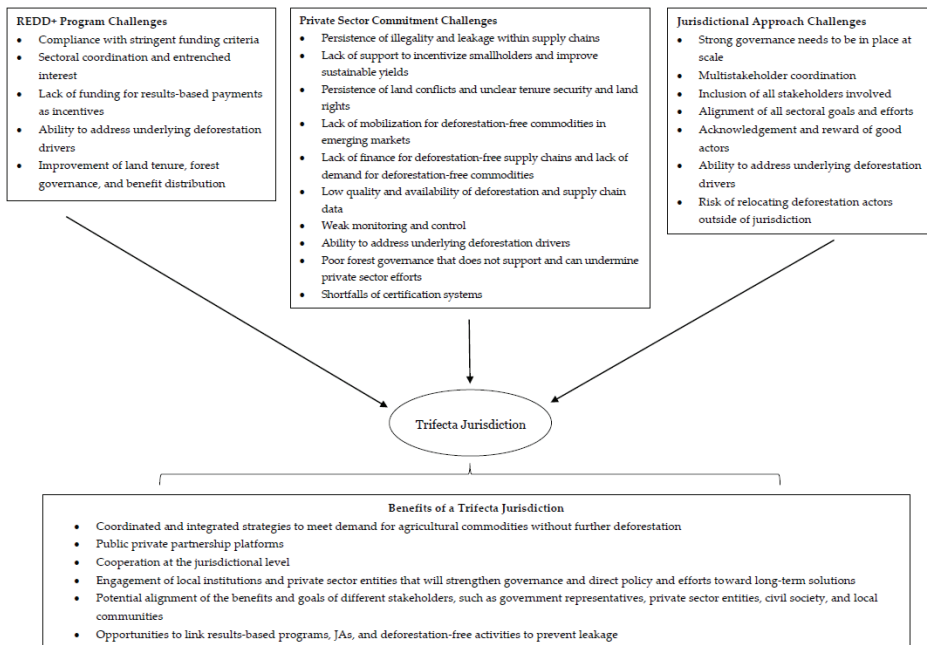 REDD+ Program Challenges
• Compliance with stringent funding criteria
• Sectoral coordination and entrenched
interest
• Lack of funding for results-based payments
as incentives
• Ability to address underlying deforestation
drivers
• Improvement of land tenure, forest
governance, and benefit distribution
Private Sector Commitment Challenges
• Persistence of illegality and leakage within supply chains
• Lack of support to incentivize smallholders and improve
sustainable yields
• Persistence of land conflicts and unclear tenure security and land
rights
• Lack of mobilization for deforestation-free commodities in
emerging markets
• Lack of finance for deforestation-free supply chains and lack of
demand for deforestation-free commodities
• Low quality and availability of deforestation and supply chain
data
• Weak monitoring and control
• Ability to address underlying deforestation drivers
• Poor forest governance that does not support and can undermine
private sector efforts
• Shortfalls of certification systems
Jurisdictional Approach Challenges
• Strong governance needs to be in place at
scale
• Multistakeholder coordination
• Inclusion of all stakeholders involved
• Alignment of all sectoral goals and efforts
• Acknowledgement and reward of good
actors
• Ability to address underlying deforestation
drivers
• Risk of relocating deforestation actors
outside of jurisdiction
Trifecta Jurisdiction
Benefits of a Trifecta Jurisdiction
• Coordinated and integrated strategies to meet demand for agricultural commodities without further deforestation
• Public private partnership platforms
• Cooperation at the jurisdictional level
• Engagement of local institutions and private sector entities that will strengthen governance and direct policy and efforts toward long-term solutions
• Potential alignment of the benefits and goals of different stakeholders, such as government representatives, private sector entities, civil society, and local
communities
• Opportunities to link results-based programs, JAs, and deforestation-free activities to prevent leakage